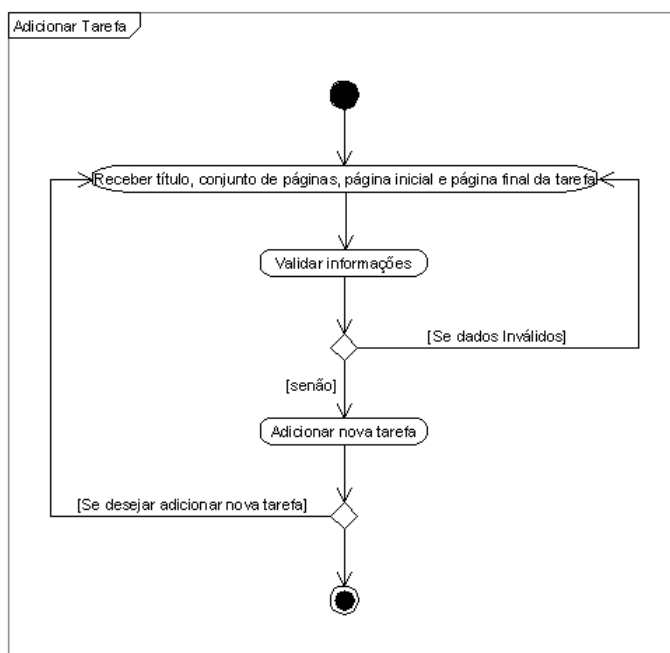 Adicionar Tarefa
Receber título, conjunto de páginas, página inicial e página final da tarefa
Validar informações
[Se dados Inválidos]
[senão]
Adicionar nova tarefa
[Se desejar adicionar nova tarefa]